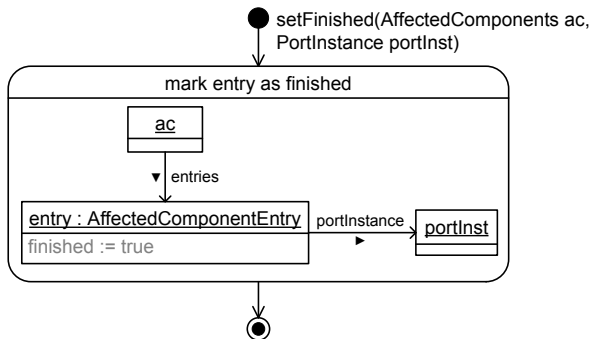 setFinished(AffectedComponents ac,
PortInstance portInst)
mark entry as finished
ac
entries
entry : AffectedComponentEntry
portInstance
portInst
finished := true